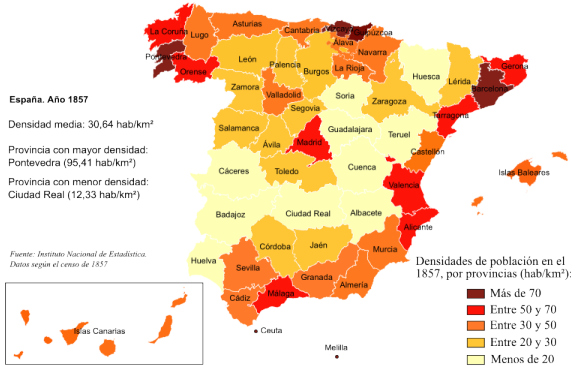 España. Año 1857
Densidad media: 30,64 hab/km²
Provincia con mayor densidad:
Pontevedra (95,41 hab/km²)
Provincia con menor densidad:
Ciudad Real (12,33 hab/km²)
Fuente: Instituto Nacional de Estadística.
Datos según el censo de 1857
La Coruña
Lugo
Asturias
Cantabria
Vizcaya
Guipúzcoa
Pontevedra
Orense
León
Palencia
Burgos
Álava
Navarra
La Rioja
Huesca
Lérida
Gerona
Barcelona
Zamora
Valladolid
Soria
Zaragoza
Tarragona
Segovia
Salamanca
Ávila
Madrid
Guadalajara
Teruel
Castellón
Islas Baleares
Cáceres
Toledo
Cuenca
Valencia
Badajoz
Ciudad Real
Albacete
Alicante
Huelva
Sevilla
Córdoba
Jaén
Murcia
Cádiz
Málaga
Granada
Almería
Islas Canarias
Ceuta
Melilla
Densidades de población en el
1857, por provincias (hab/km²):
Más de 70
Entre 50 y 70
Entre 30 y 50
Entre 20 y 30
Menos de 20